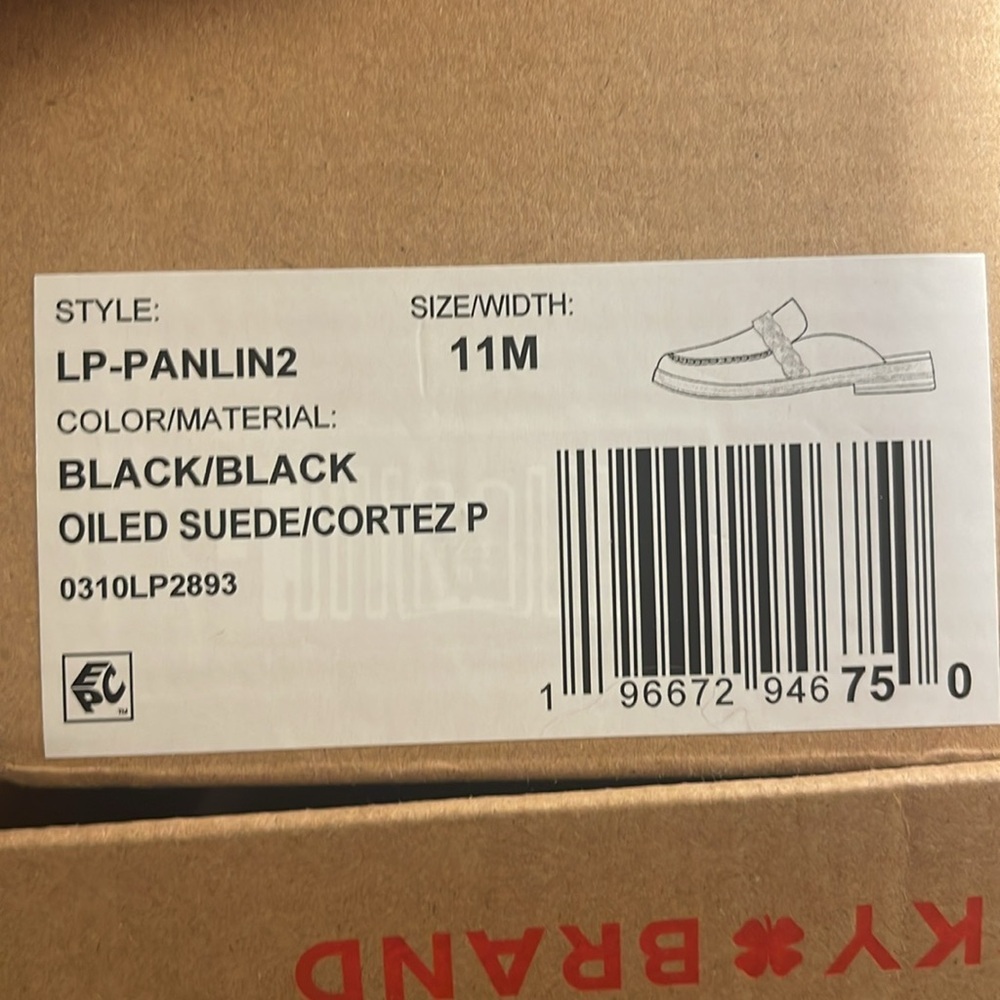 STYLE:
SIZE/WIDTH:
LP-PANLIN2
11M
COLOR/MATERIAL:
BLACK/BLACK
OILED SUEDE/CORTEZ P
0310LP2893
EPC TM
1 96672 946 75 0
KY BRAND